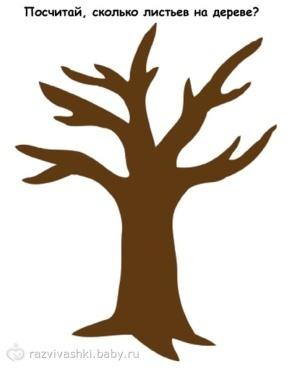 Посчитай, сколько листьев на дереве?
razvivashki.baby.ru